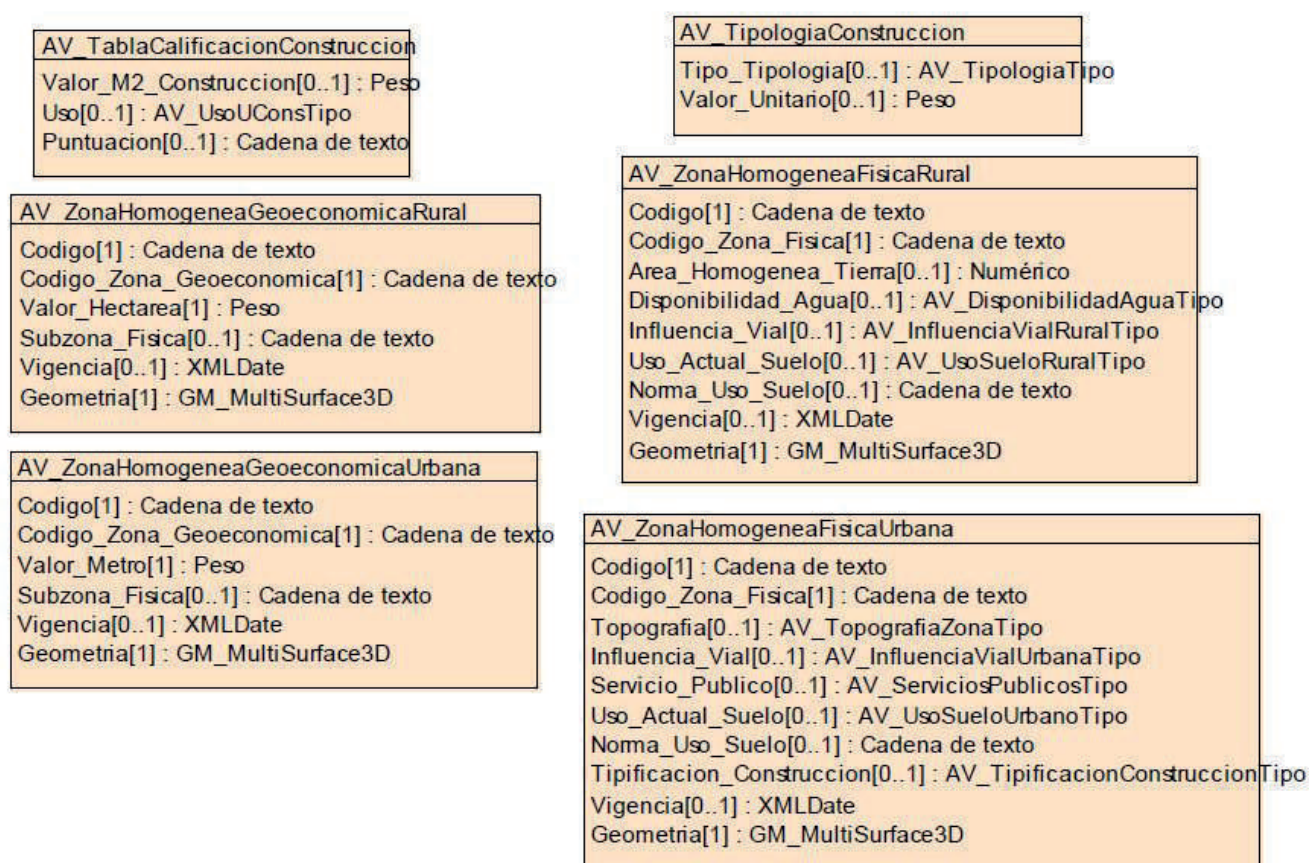 AV_TablaCalificacionConstruccion
Valor_M2_Construccion[0..1] : Peso
Uso[0..1] : AV_UsoUConsTipo
Puntuacion[0..1] : Cadena de texto
AV_TipologiaConstruccion
Tipo_Tipologia[0..1] : AV_TipologiaTipo
Valor_Unitario[0..1] : Peso
AV_ZonaHomogeneaGeoeconomicaRural
Codigo[1] : Cadena de texto
Codigo_Zona_Geoeconomica[1] : Cadena de texto
Valor_Hectarea[1] : Peso
Subzona_Fisica[0..1] : Cadena de texto
Vigencia[0..1] : XMLDate
Geometria[1] : GM_MultiSurface3D
AV_ZonaHomogeneaFisicaRural
Codigo[1] : Cadena de texto
Codigo_Zona_Fisica[1] : Cadena de texto
Area_Homogenea_Tierra[0..1] : Numérico
Disponibilidad_Agua[0..1] : AV_DisponibilidadAguaTipo
Influencia_Vial[0..1] : AV_InfluenciaVialRuralTipo
Uso_Actual_Suelo[0..1] : AV_UsoSueloRuralTipo
Norma_Uso_Suelo[0..1] : Cadena de texto
Vigencia[0..1] : XMLDate
Geometria[1] : GM_MultiSurface3D
AV_ZonaHomogeneaGeoeconomicaUrbana
Codigo[1] : Cadena de texto
Codigo_Zona_Geoeconomica[1] : Cadena de texto
Valor_Metro[1] : Peso
Subzona_Fisica[0..1] : Cadena de texto
Vigencia[0..1] : XMLDate
Geometria[1] : GM_MultiSurface3D
AV_ZonaHomogeneaFisicaUrbana
Codigo[1] : Cadena de texto
Codigo_Zona_Fisica[1] : Cadena de texto
Topografia[0..1] : AV_TopografiaZonaTipo
Influencia_Vial[0..1] : AV_InfluenciaVialUrbanaTipo
Servicio_Publico[0..1] : AV_ServiciosPublicosTipo
Uso_Actual_Suelo[0..1] : AV_UsoSueloUrbanoTipo
Norma_Uso_Suelo[0..1] : Cadena de texto
Tipificacion_Construccion[0..1] : AV_TipificacionConstruccionTipo
Vigencia[0..1] : XMLDate
Geometria[1] : GM_MultiSurface3D